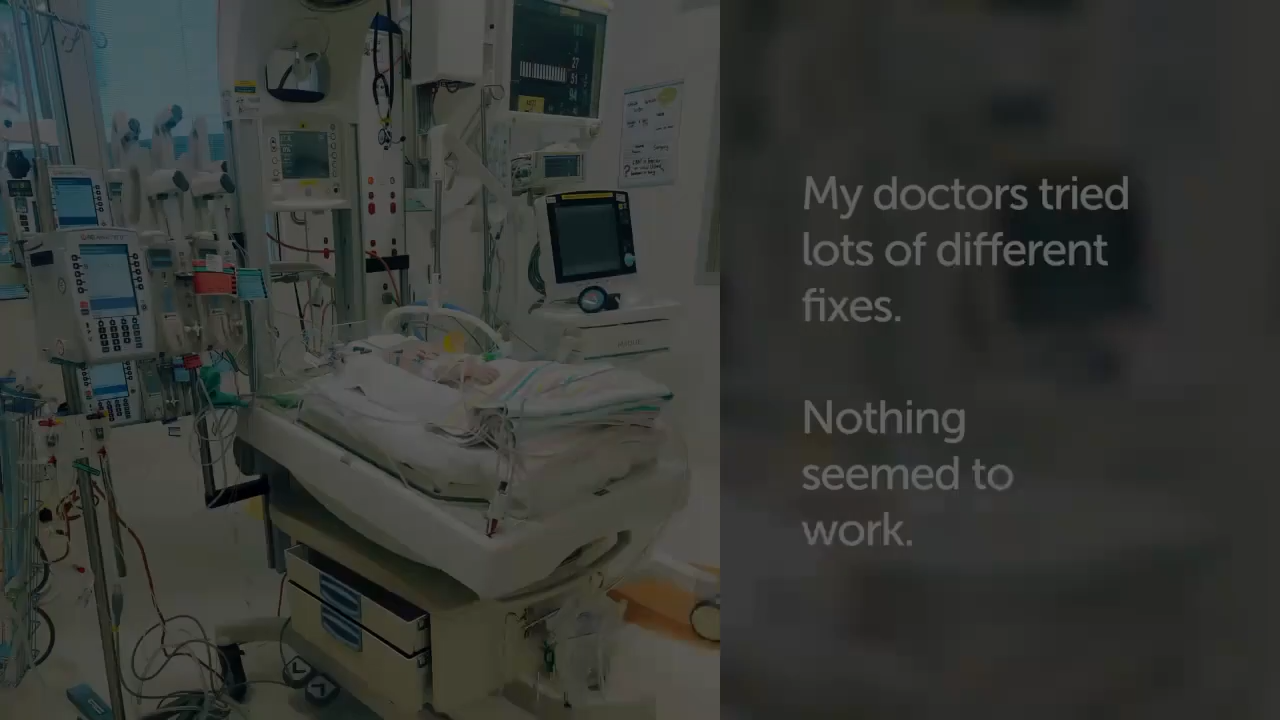 My doctors tried
lots of different
fixes.
Nothing
seemed to
work.